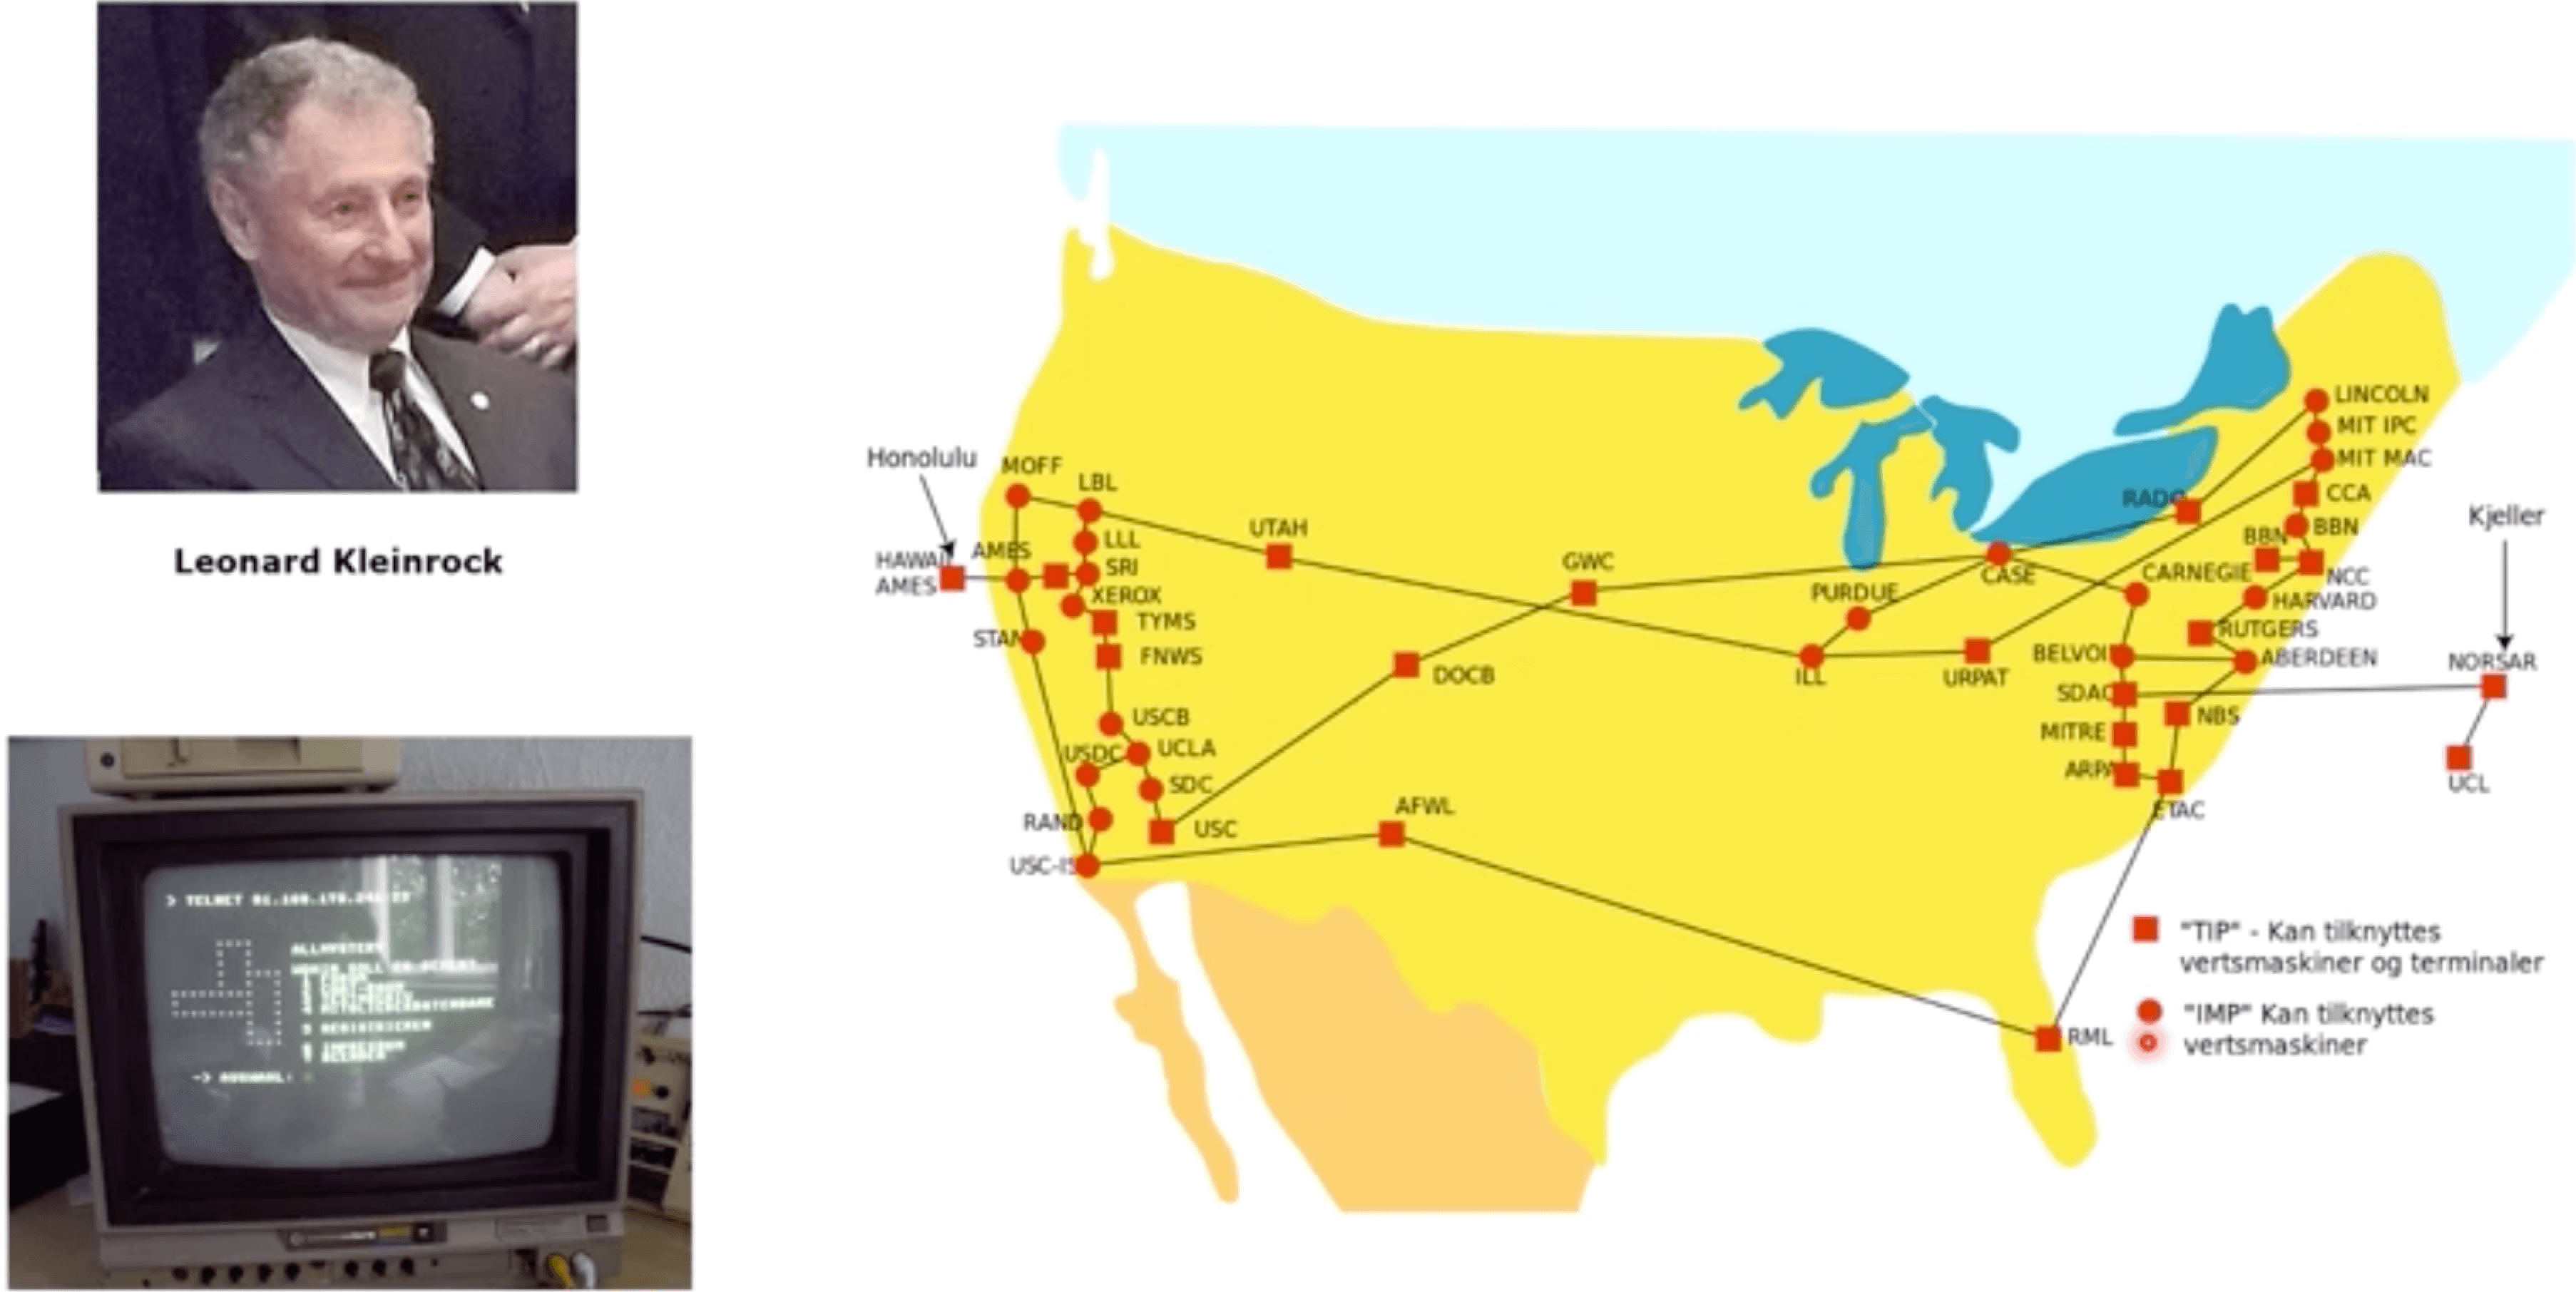 Leonard Kleinrock
> TELNET
ALLMYSTERY
-> AUSWAHL:
Honolulu
MOFF
LBL
HAWAII
AMES
AMES
LLL
SRI
XEROX
TYMS
STAN
FNWS
USCB
USDC
UCLA
SDC
RAND
USC
USC-IS
UTAH
GWC
DOCB
AFWL
PURDUE
CASE
ILL
URPAT
RADC
LINCOLN
MIT IPC
MIT MAC
CCA
BBN
BBN
CARNEGIE
NCC
HARVARD
RUTGERS
BELVOI
ABERDEEN
SDAC
NBS
MITRE
ARPA
ETAC
RML
Kjeller
NORSAR
UCL
"TIP" - Kan tilknyttes
vertsmaskiner og terminaler
"IMP" Kan tilknyttes
vertsmaskiner